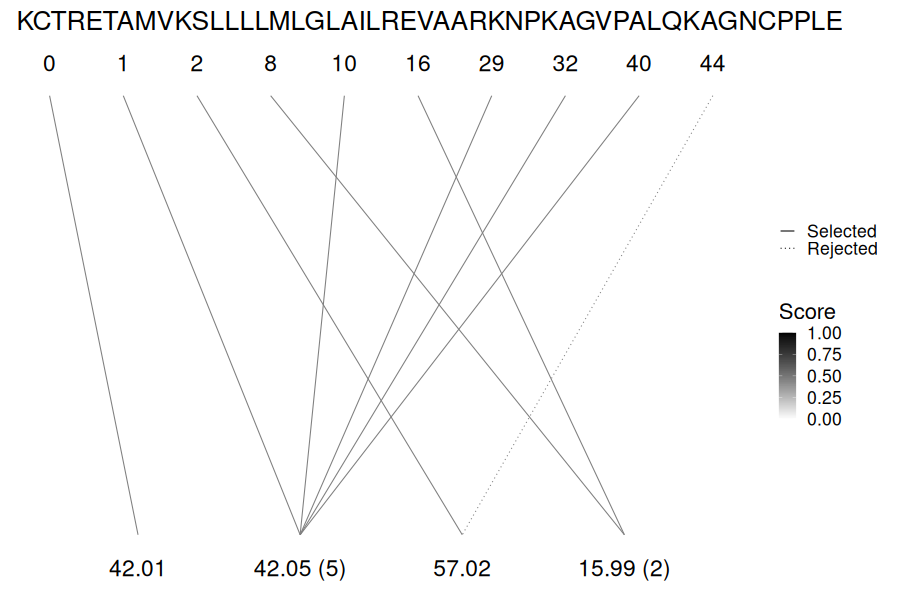 KCTRETAMVKSLLLLMLGLAILREVAARKNPKAGVPALQKAGNCPPLE
0 1 2 8 10 16 29 32 40 44
Selected
Rejected
Score
1.00
0.75
0.50
0.25
0.00
42.01 42.05 (5) 57.02 15.99 (2)